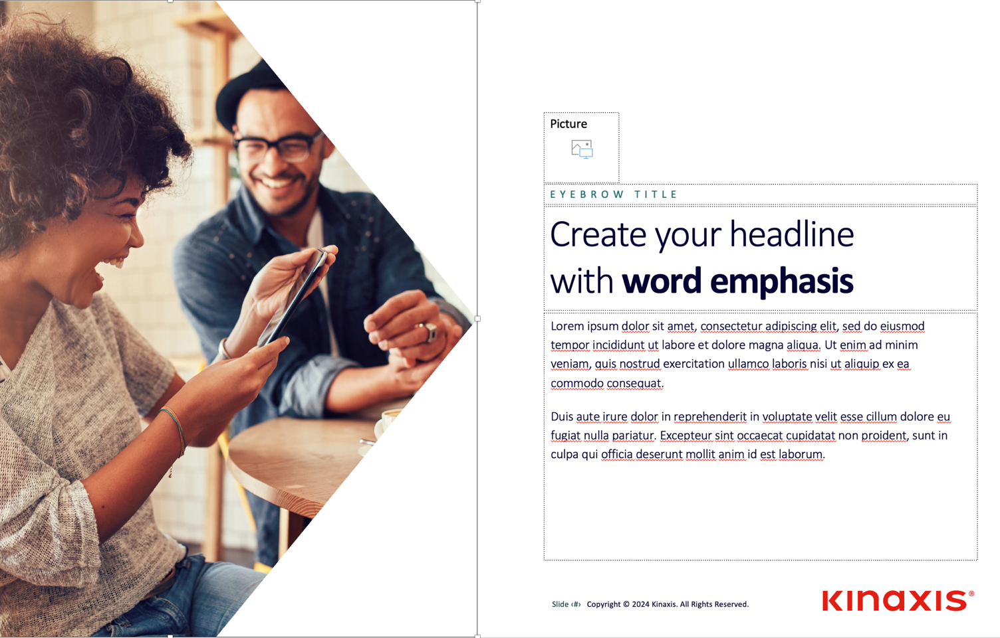 Picture
EYEBROW TITLE
Create your headline
with word emphasis
Lorem ipsum dolor sit amet, consectetur adipiscing elit, sed do eiusmod
tempor incididunt ut labore et dolore magna aliqua. Ut enim ad minim
veniam, quis nostrud exercitation ullamco laboris nisi ut aliquip ex ea
commodo consequat.
Duis aute irure dolor in reprehenderit in voluptate velit esse cillum dolore eu
fugiat nulla pariatur. Excepteur sint occaecat cupidatat non proident, sunt in
culpa qui officia deserunt mollit anim id est laborum.
Slide ‹#› Copyright © 2024 Kinaxis. All Rights Reserved.
KINAXIS®